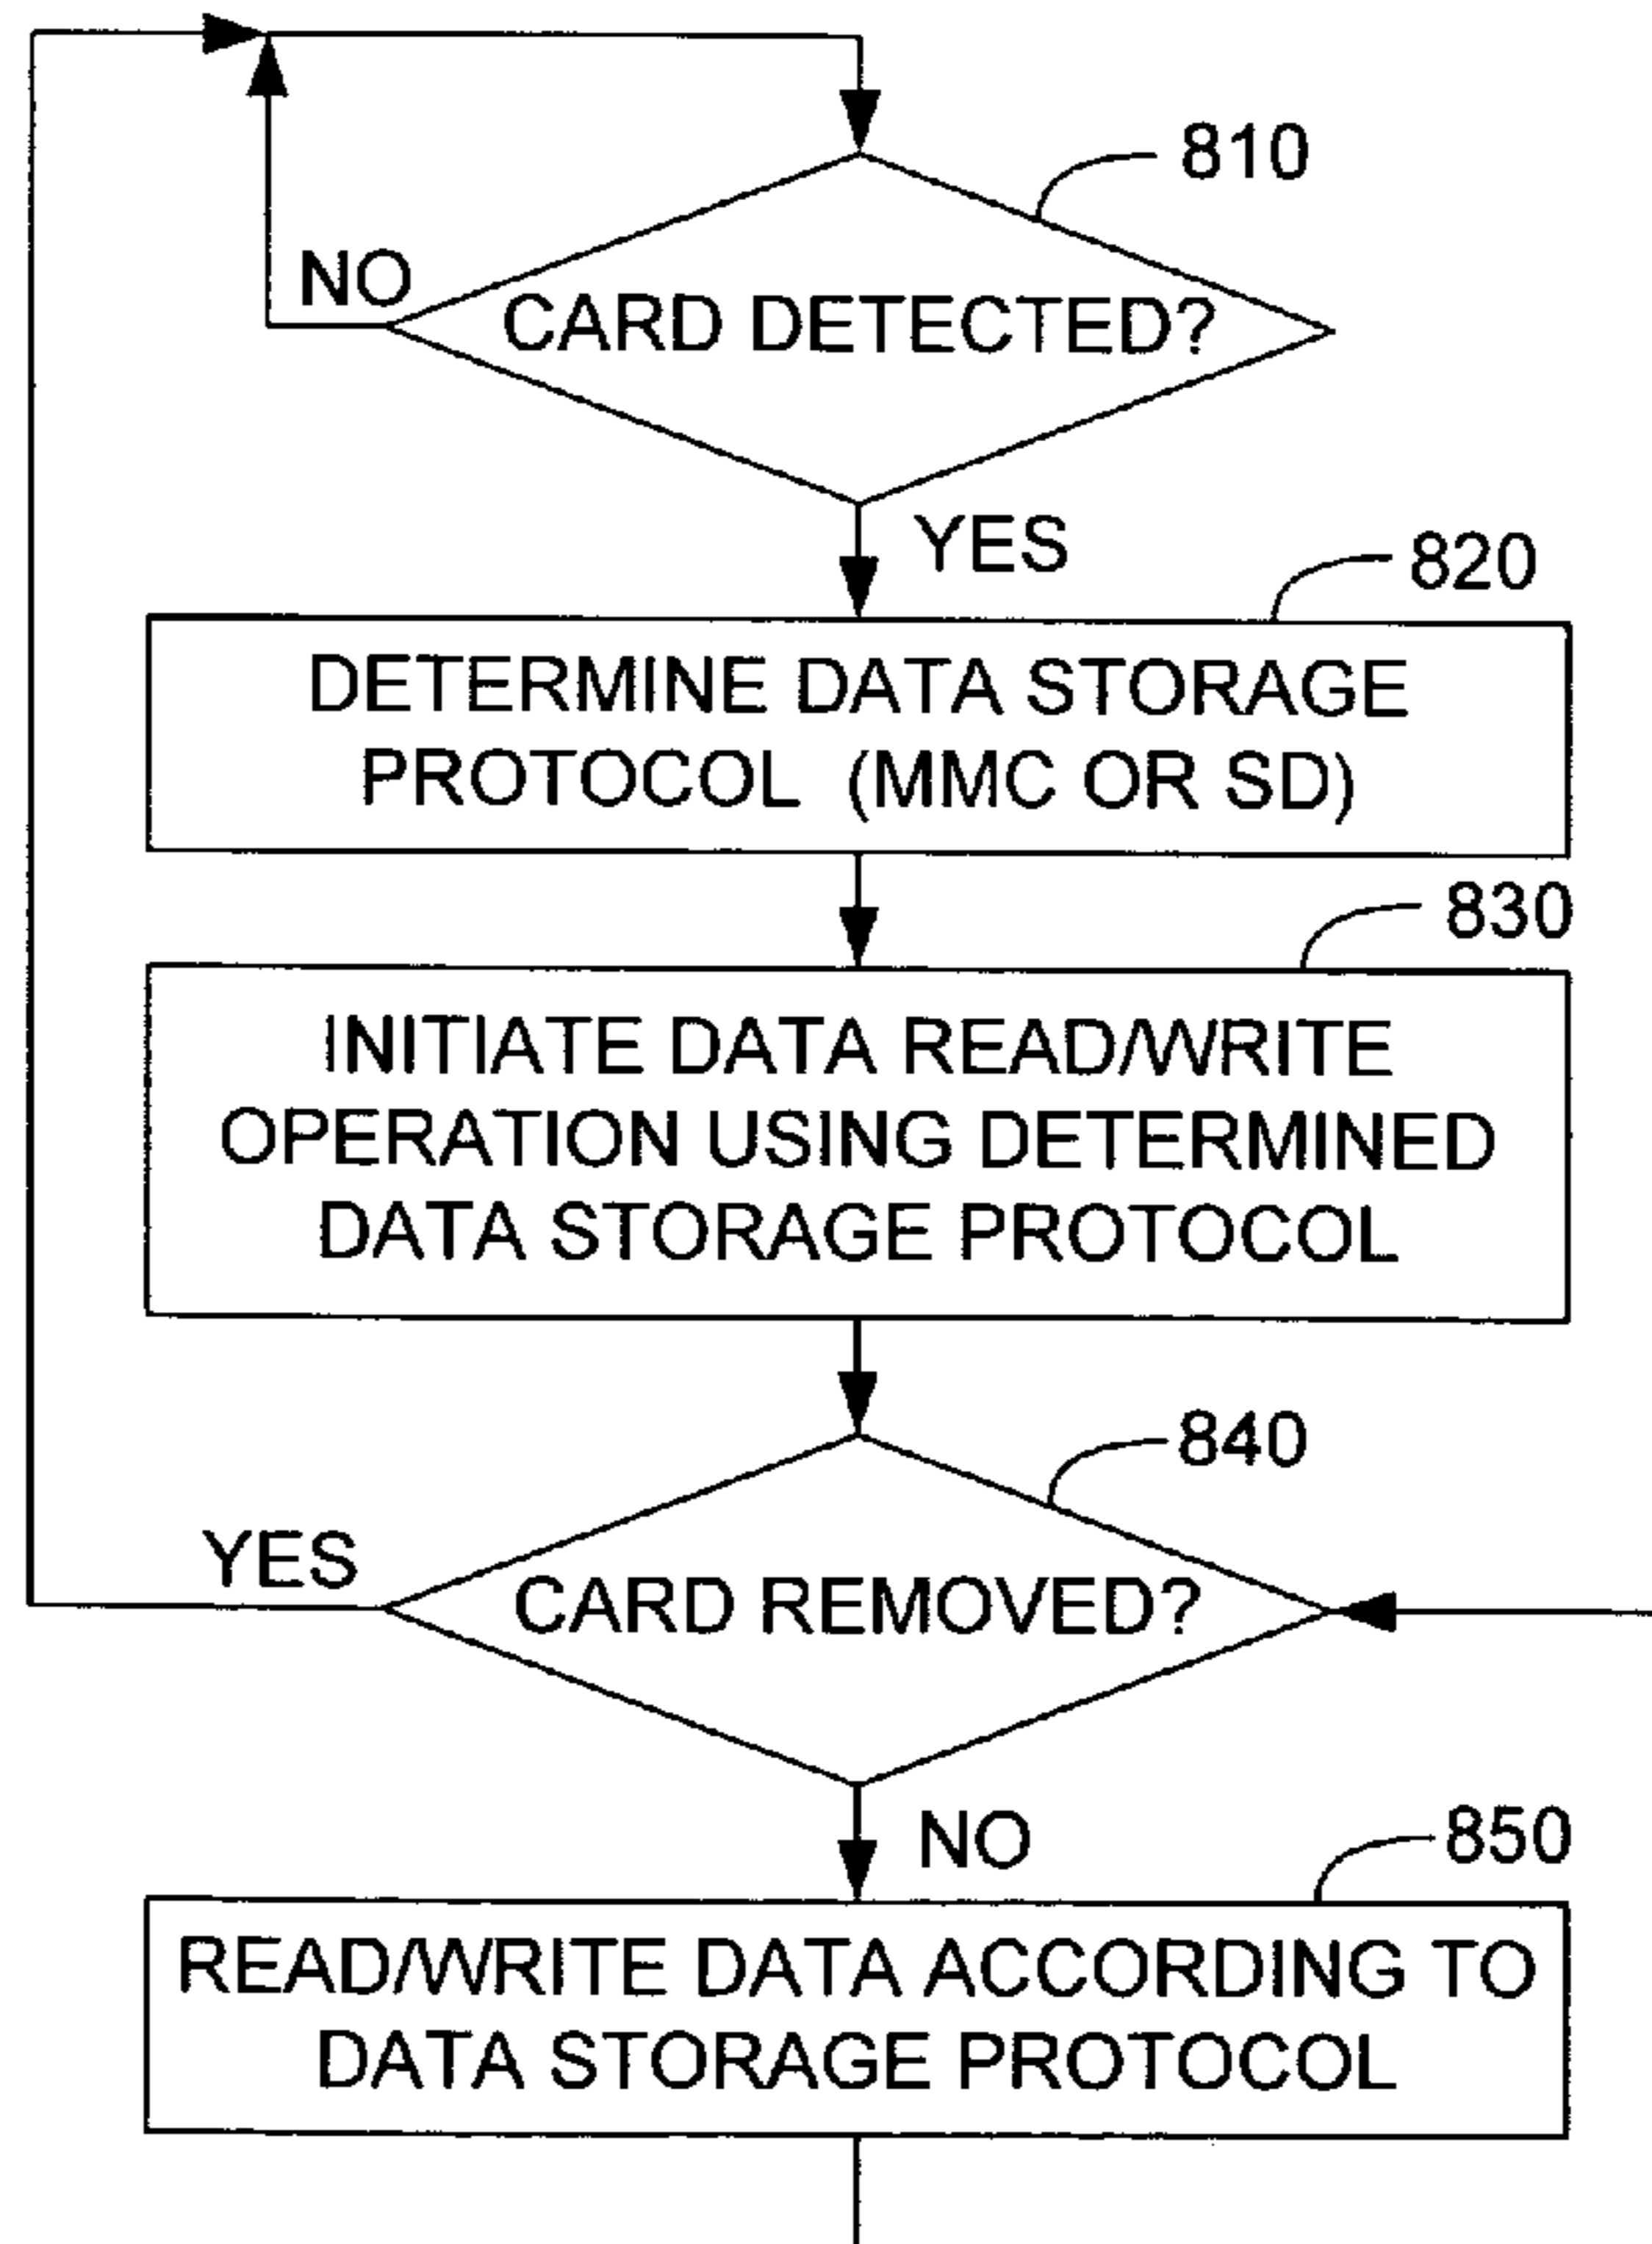 810
NO
CARD DETECTED?
YES
820
DETERMINE DATA STORAGE
PROTOCOL (MMC OR SD)
830
INITIATE DATA READ/WRITE
OPERATION USING DETERMINED
DATA STORAGE PROTOCOL
840
YES
CARD REMOVED?
NO
850
READ/WRITE DATA ACCORDING TO
DATA STORAGE PROTOCOL